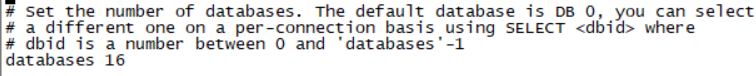 # Set the number of databases. The default database is DB 0, you can select
# a different one on a per-connection basis using SELECT <dbid> where
# dbid is a number between 0 and 'databases'-1
databases 16